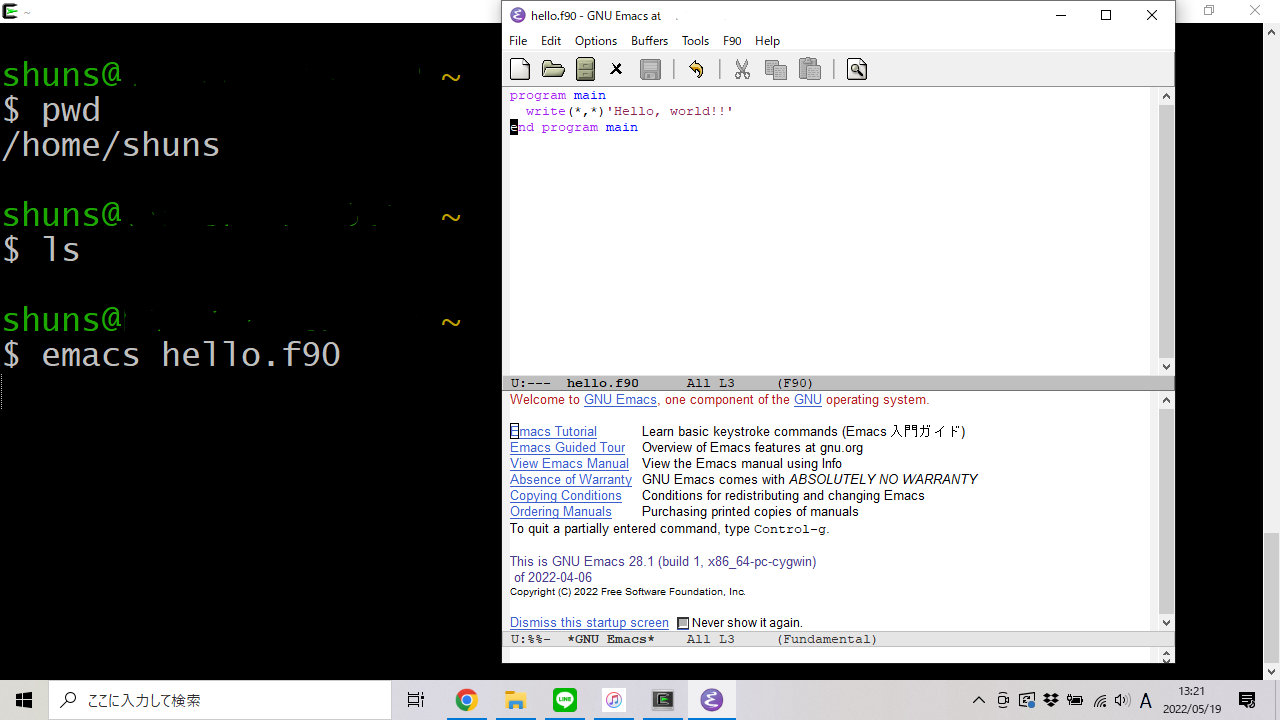 ~
shuns@ ~
$ pwd
/home/shuns
shuns@ ~
$ ls
shuns@ ~
$ emacs hello.f90
hello.f90 - GNU Emacs at
File Edit Options Buffers Tools F90 Help
program main
  write(*,*)'Hello, world!!'
end program main
U:---  hello.f90      All L3     (F90)
Welcome to GNU Emacs, one component of the GNU operating system.
Emacs Tutorial Learn basic keystroke commands (Emacs 入門ガイド)
Emacs Guided Tour Overview of Emacs features at gnu.org
View Emacs Manual View the Emacs manual using Info
Absence of Warranty GNU Emacs comes with ABSOLUTELY NO WARRANTY
Copying Conditions Conditions for redistributing and changing Emacs
Ordering Manuals Purchasing printed copies of manuals
To quit a partially entered command, type Control-g.
This is GNU Emacs 28.1 (build 1, x86_64-pc-cygwin)
of 2022-04-06
Copyright (C) 2022 Free Software Foundation, Inc.
Dismiss this startup screen Never show it again.
U:%%-  *GNU Emacs*    All L3     (Fundamental)
ここに入力して検索
LINE
A
13:21
2022/05/19